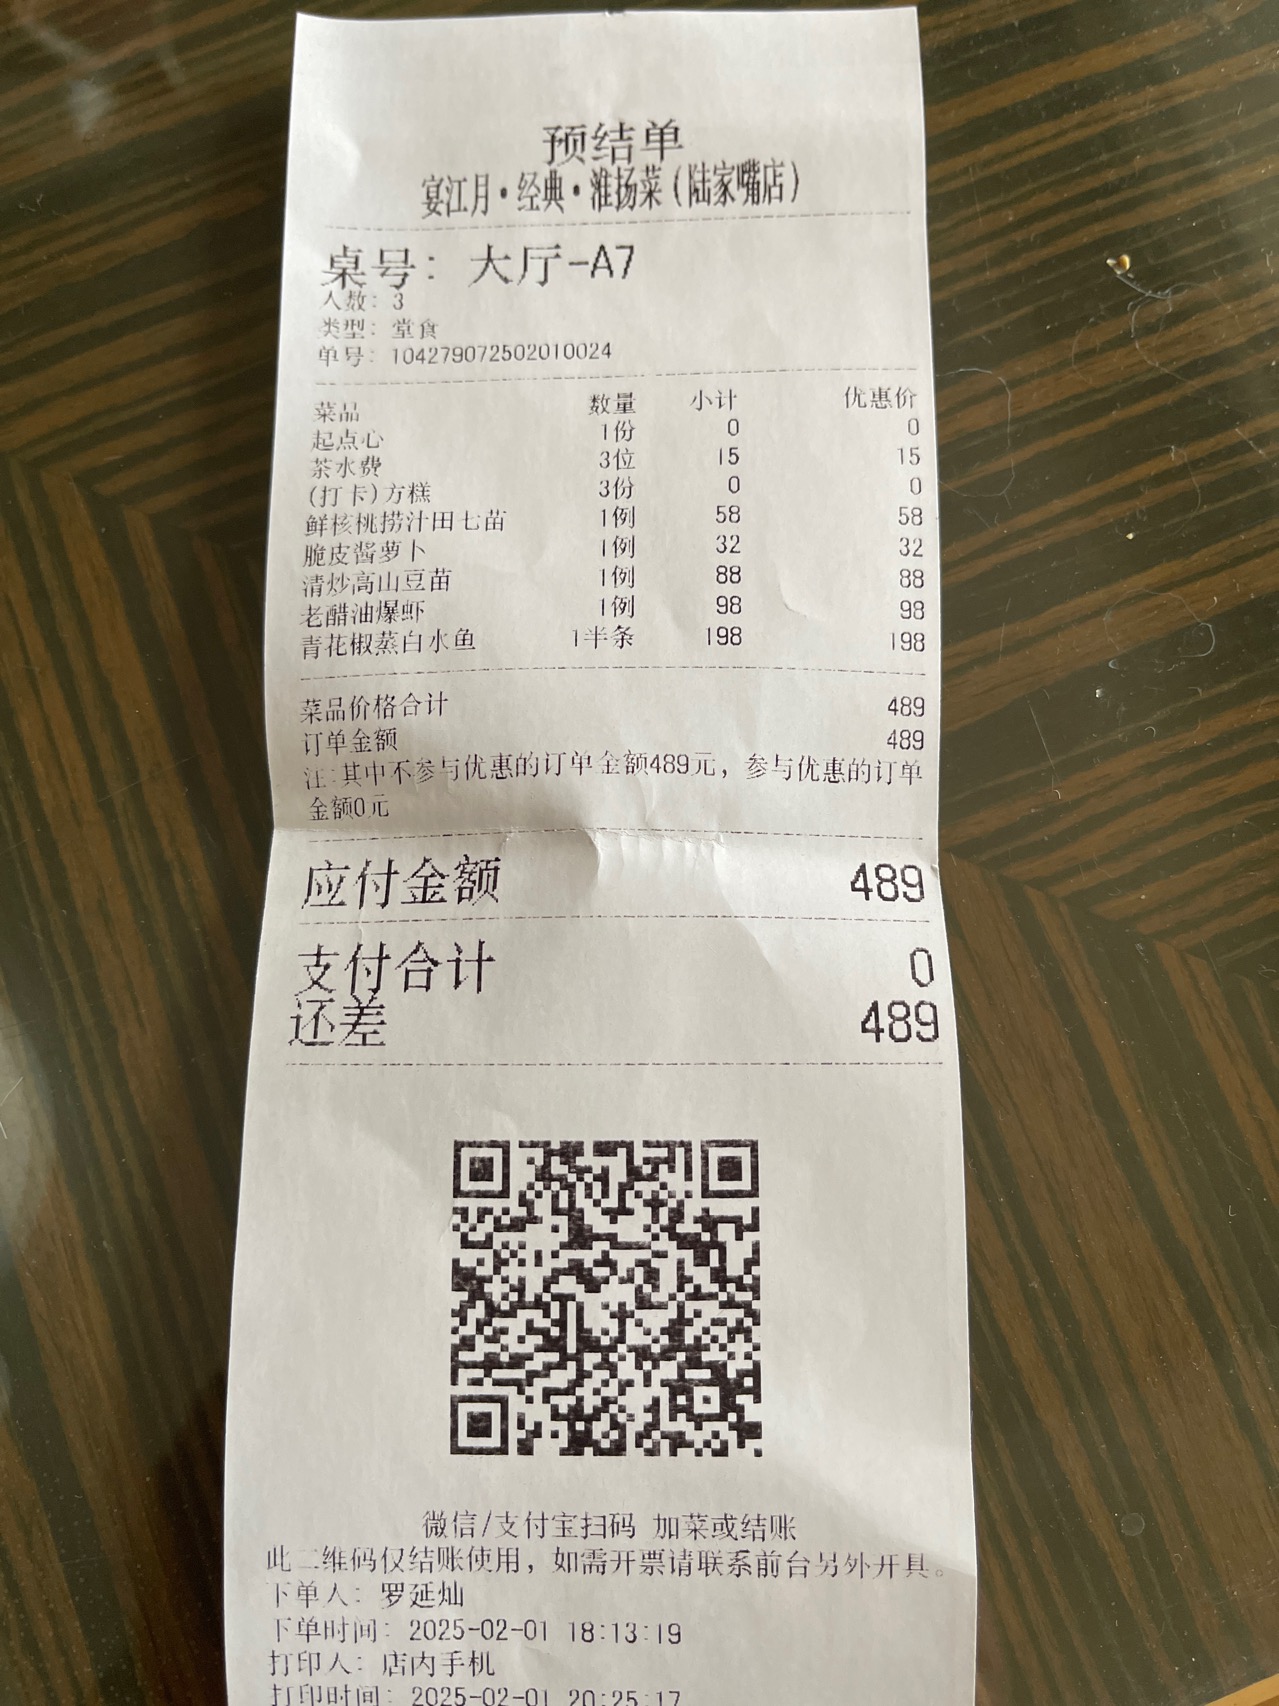 预结单
宴江月·经典·淮扬菜(陆家嘴店)
桌号: 大厅-A7
人数: 3
类型: 堂食
单号: 104279072502010024
菜品 数量 小计 优惠价
起点心 1份 0 0
茶水费 3位 15 15
(打卡)方糕 3份 0 0
鲜核桃捞汁田七苗 1例 58 58
脆皮酱萝卜 1例 32 32
清炒高山豆苗 1例 88 88
老醋油爆虾 1例 98 98
青花椒蒸白水鱼 1半条 198 198
菜品价格合计 489
订单金额 489
注:其中不参与优惠的订单金额489元, 参与优惠的订单
金额0元
应付金额 489
支付合计 0
还差 489
微信/支付宝扫码 加菜或结账
此二维码仅结账使用, 如需开票请联系前台另外开具。
下单人: 罗延灿
下单时间: 2025-02-01 18:13:19
打印人: 店内手机
打印时间: 2025-02-01 20:25:17